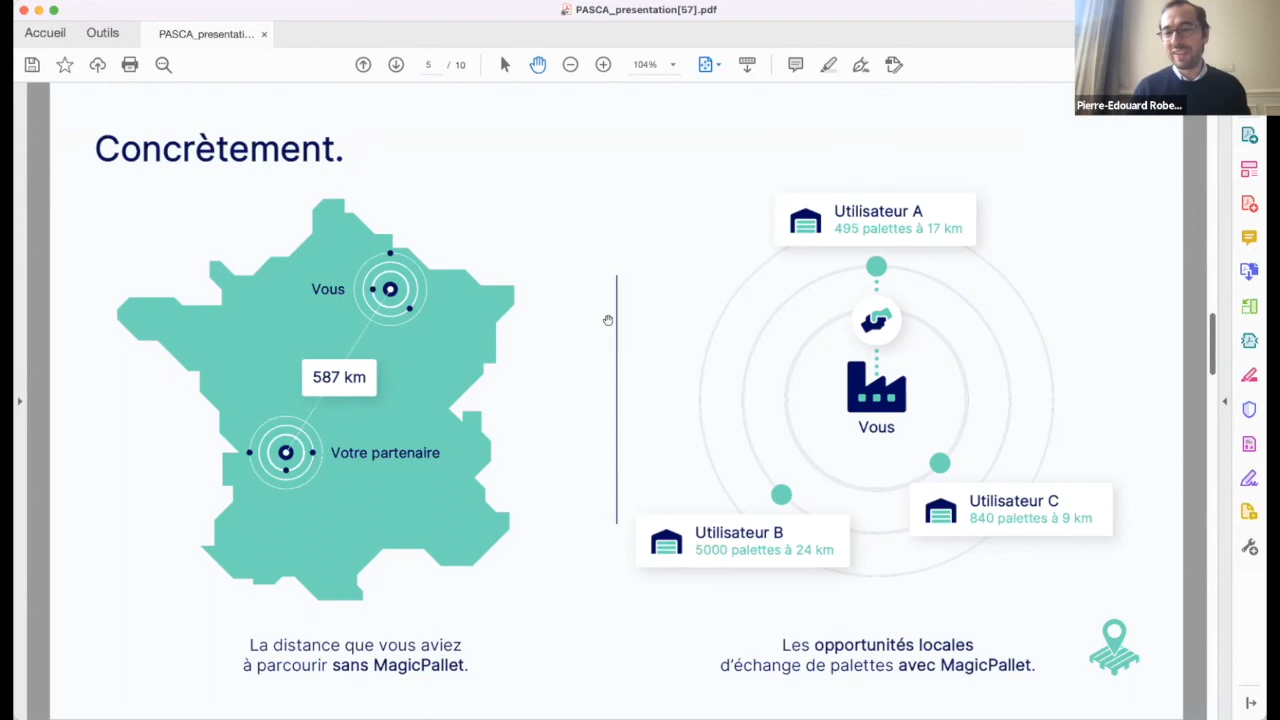 PASCA_presentation[57].pdf
Accueil
Outils
PASCA_presentati... ×
5 / 10
104%
Pierre-Edouard Robe...
Concrètement.
Vous
587 km
Votre partenaire
La distance que vous aviez
à parcourir sans MagicPallet.
Utilisateur A
495 palettes à 17 km
Vous
Utilisateur C
840 palettes à 9 km
Utilisateur B
5000 palettes à 24 km
Les opportunités locales
d'échange de palettes avec MagicPallet.